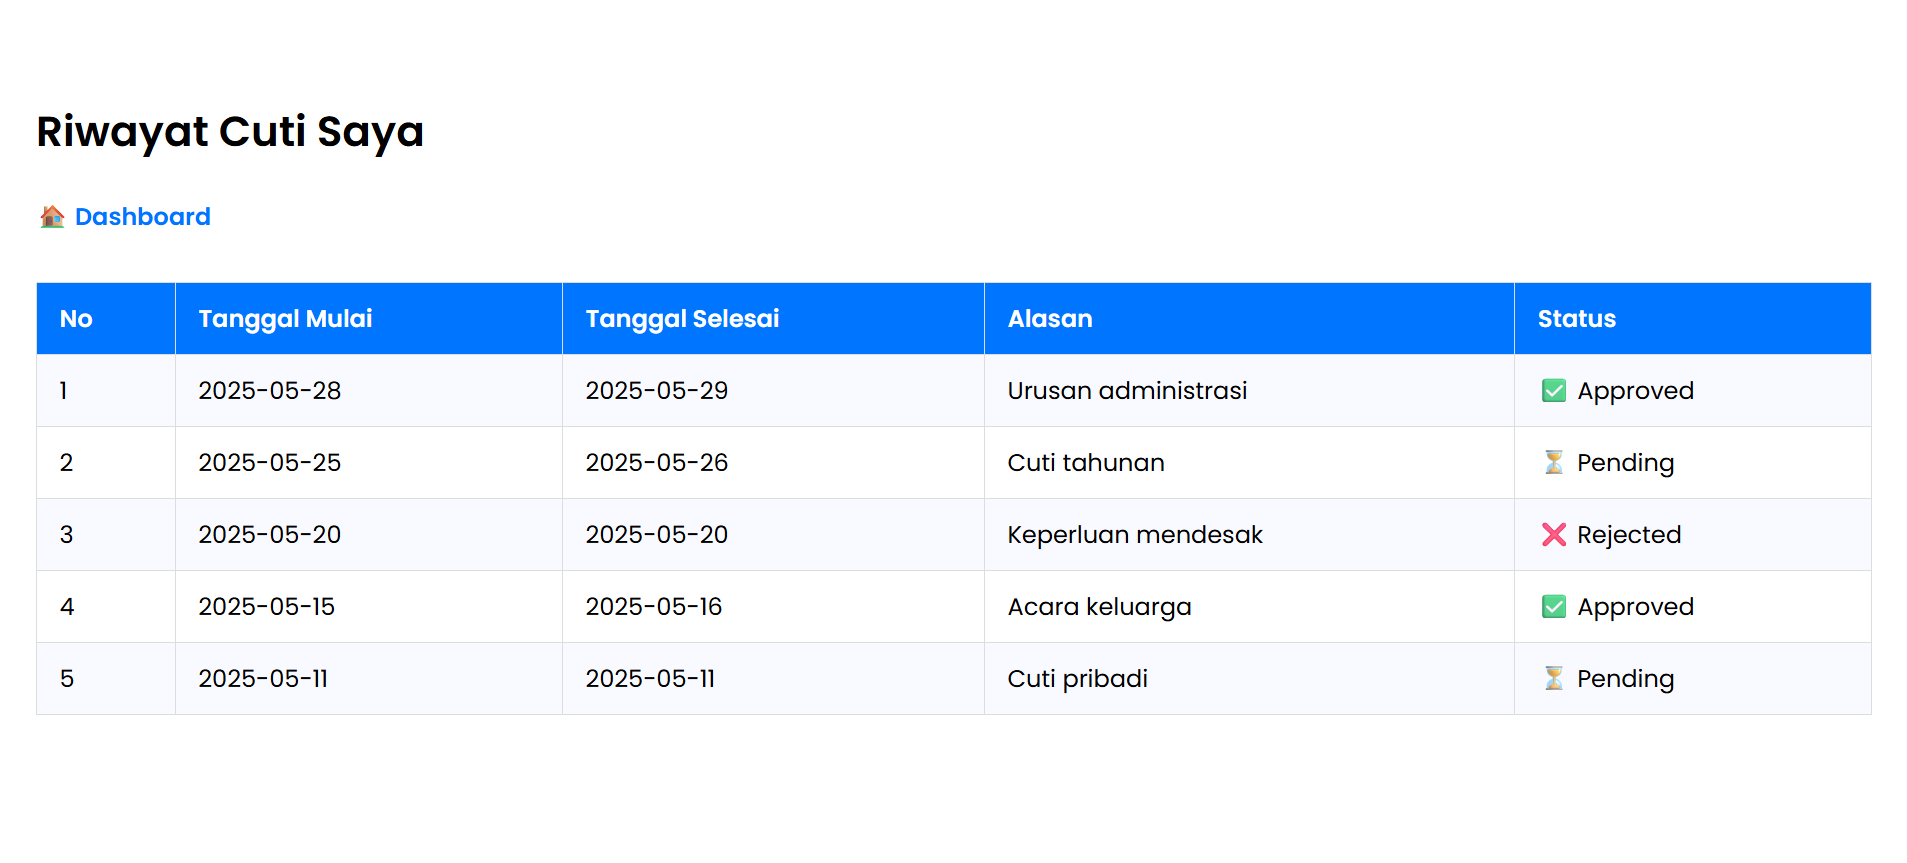 Riwayat Cuti Saya
🏠 Dashboard
No Tanggal Mulai Tanggal Selesai Alasan Status
1 2025-05-28 2025-05-29 Urusan administrasi ✅ Approved
2 2025-05-25 2025-05-26 Cuti tahunan ⏳ Pending
3 2025-05-20 2025-05-20 Keperluan mendesak ❌ Rejected
4 2025-05-15 2025-05-16 Acara keluarga ✅ Approved
5 2025-05-11 2025-05-11 Cuti pribadi ⏳ Pending